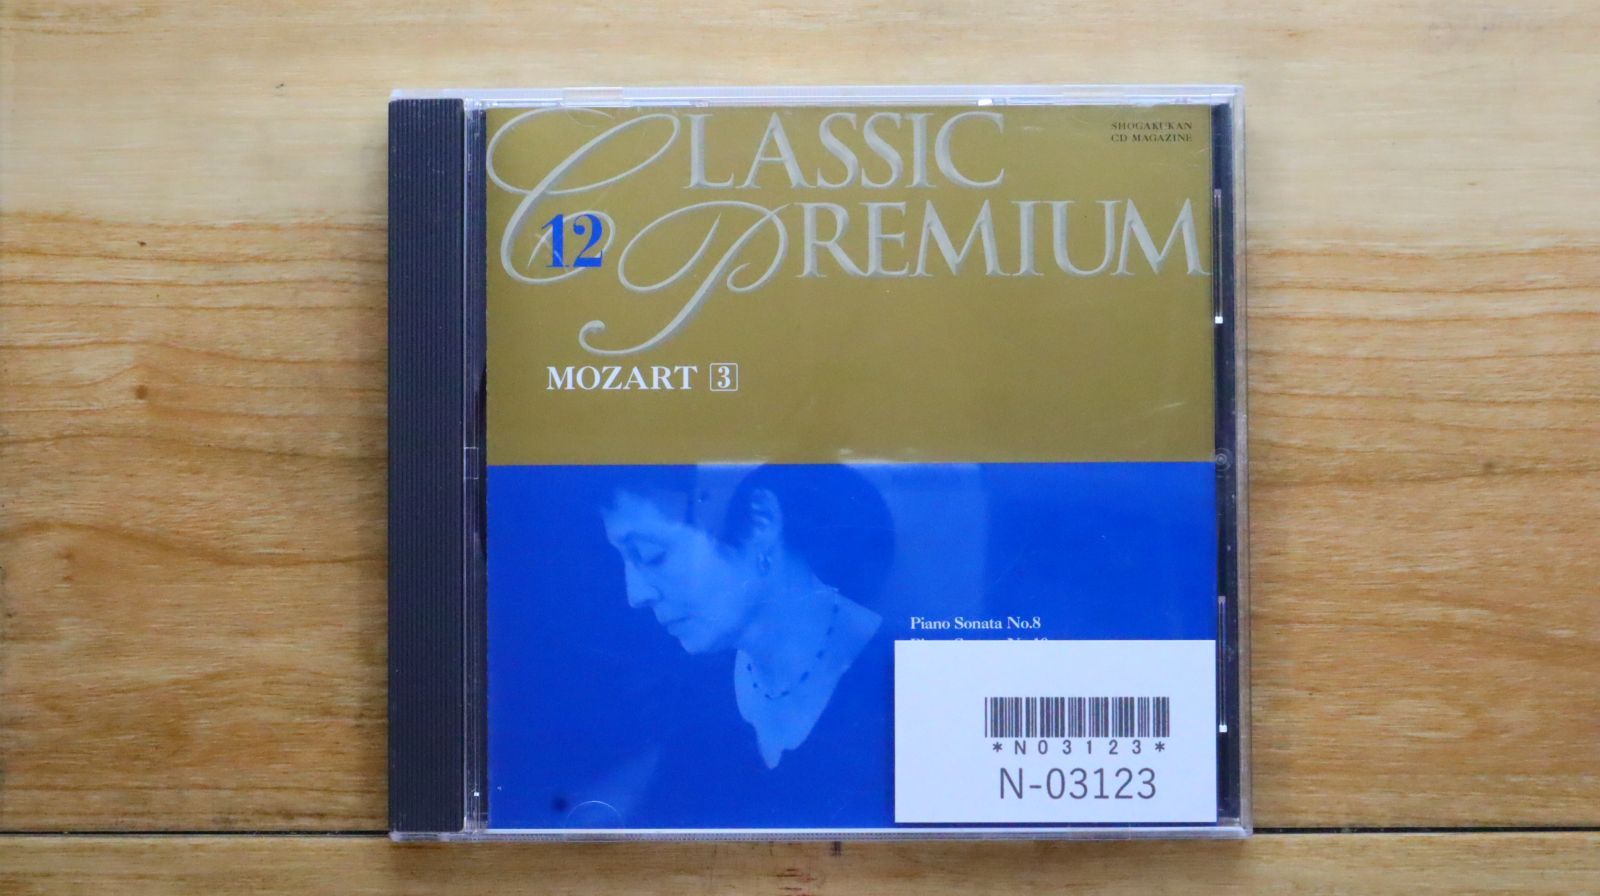 CLASSIC
PREMIUM
SHOGAKUKAN
CD MAGAZINE
12
MOZART 3
Piano Sonata No.8
*N03123*
N-03123